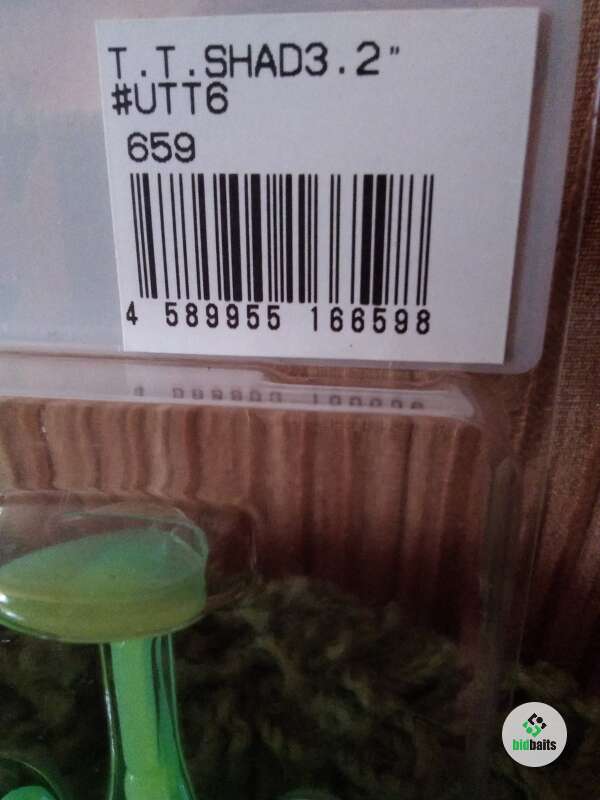 T.T.SHAD3.2"
#UTT6
659
4 589955 166598
bidbaits